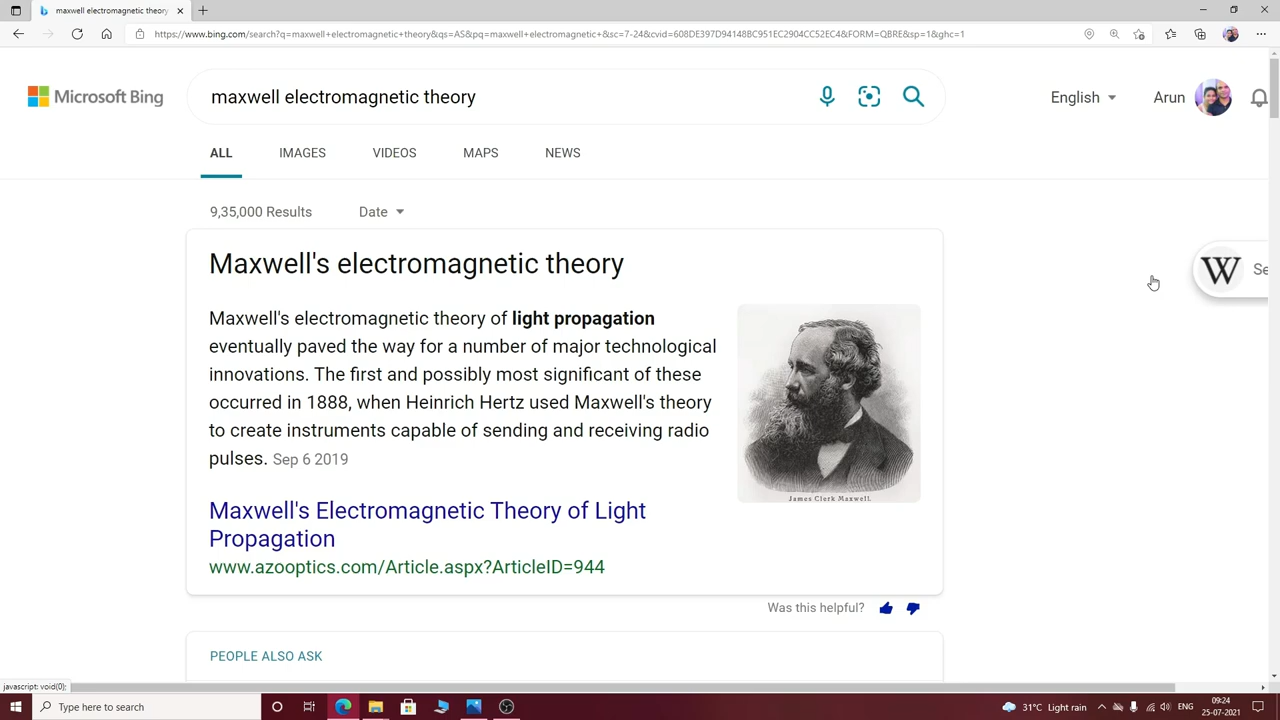 maxwell electromagnetic theory
https://www.bing.com/search?q=maxwell+electromagnetic+theory&qs=AS&pq=maxwell+electromagnetic+&sc=7-24&cvid=608DE397D94148BC951EC2904CC52EC4&FORM=QBRE&sp=1&ghc=1
Microsoft Bing
maxwell electromagnetic theory
English
Arun
ALL IMAGES VIDEOS MAPS NEWS
9,35,000 Results Date
Maxwell's electromagnetic theory
Maxwell's electromagnetic theory of light propagation
eventually paved the way for a number of major technological
innovations. The first and possibly most significant of these
occurred in 1888, when Heinrich Hertz used Maxwell's theory
to create instruments capable of sending and receiving radio
pulses. Sep 6 2019
James Clerk Maxwell.
W Se
Maxwell's Electromagnetic Theory of Light
Propagation
www.azooptics.com/Article.aspx?ArticleID=944
Was this helpful?
PEOPLE ALSO ASK
javascript: void(0);
Type here to search
31°C Light rain
ENG
09:24
25-07-2021